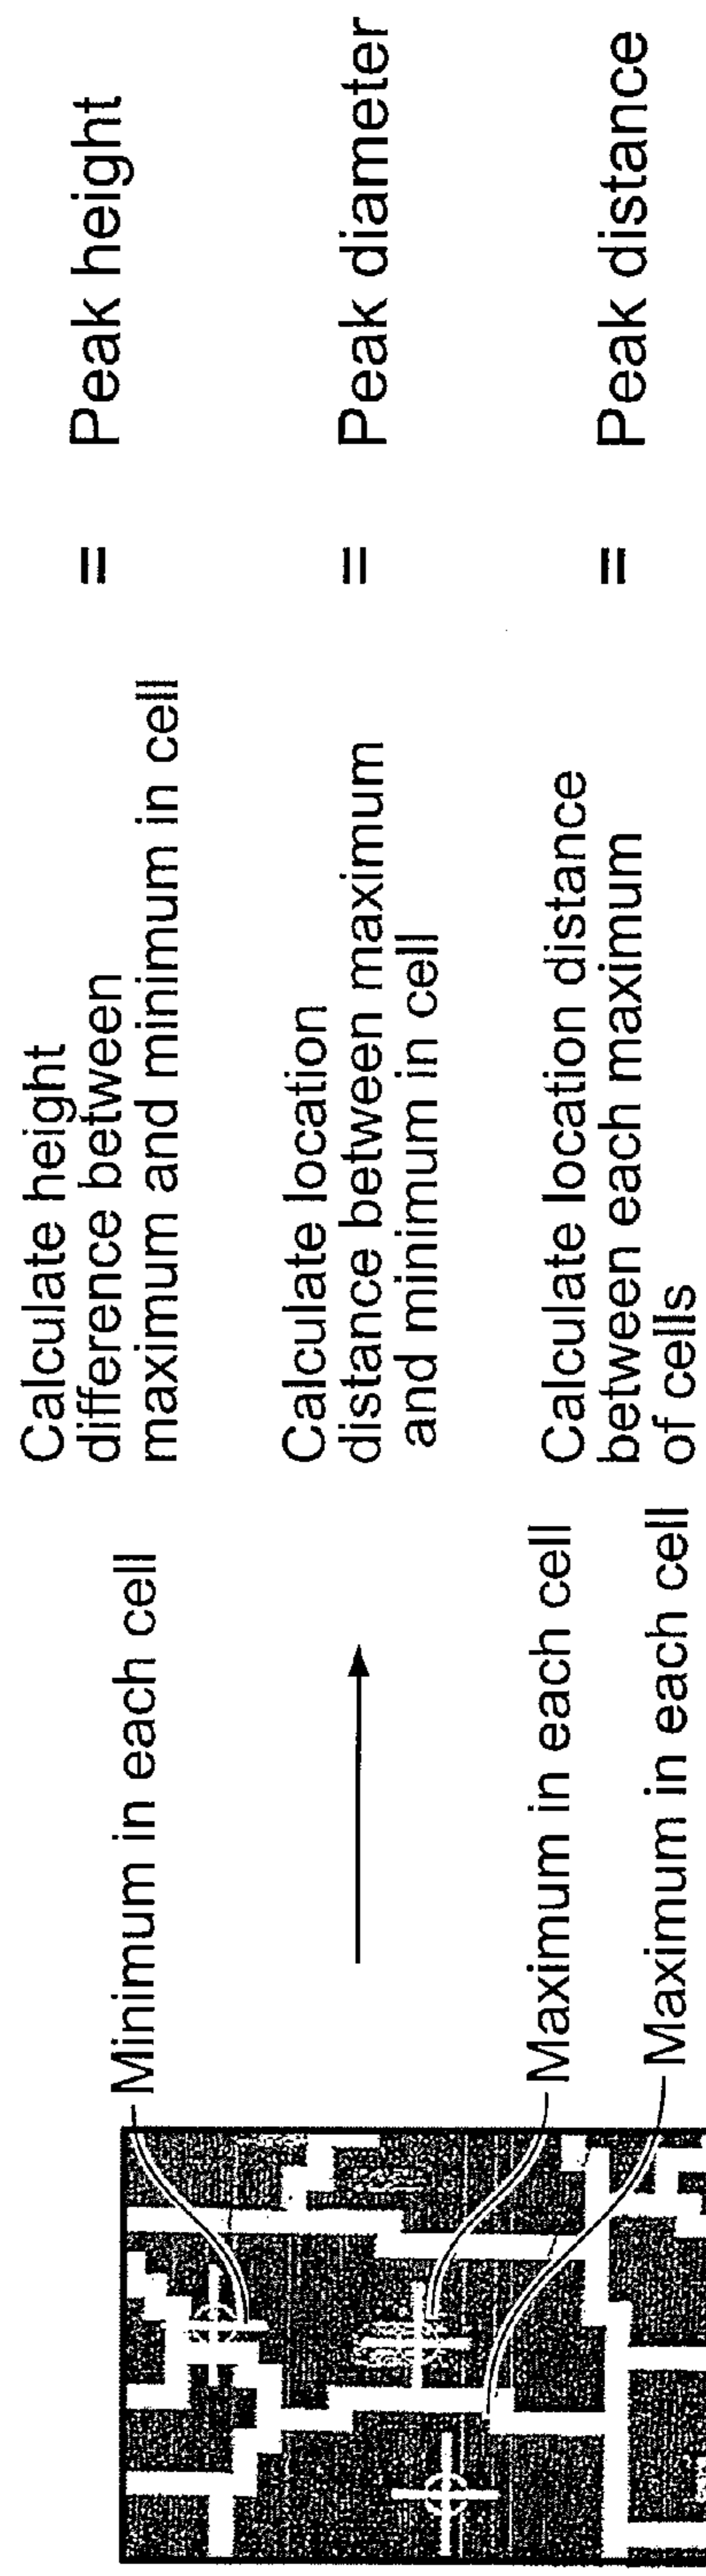 Minimum in each cell
Maximum in each cell
Maximum in each cell
Calculate height
difference between
maximum and minimum in cell
=
Peak height
Calculate location
distance between maximum
and minimum in cell
=
Peak diameter
Calculate location distance
between each maximum
of cells
=
Peak distance